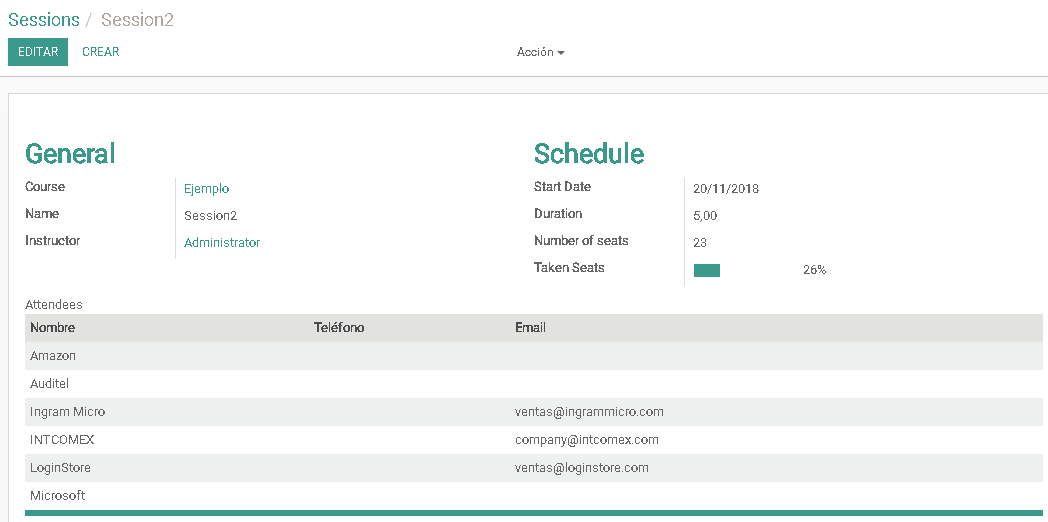 Sessions / Session2
EDITAR CREAR Acción
General
Course Ejemplo
Name Session2
Instructor Administrator
Schedule
Start Date 20/11/2018
Duration 5,00
Number of seats 23
Taken Seats 26%
Attendees
Nombre Teléfono Email
Amazon
Auditel
Ingram Micro ventas@ingrammicro.com
INTCOMEX company@intcomex.com
LoginStore ventas@loginstore.com
Microsoft